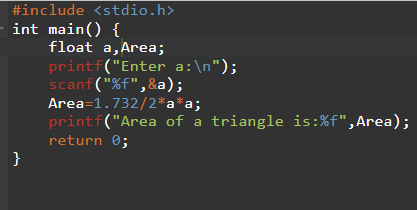 #include <stdio.h>
int main() {
float a,Area;
printf("Enter a:\n");
scanf("%f",&a);
Area=1.732/2*a*a;
printf("Area of a triangle is:%f",Area);
return 0;
}